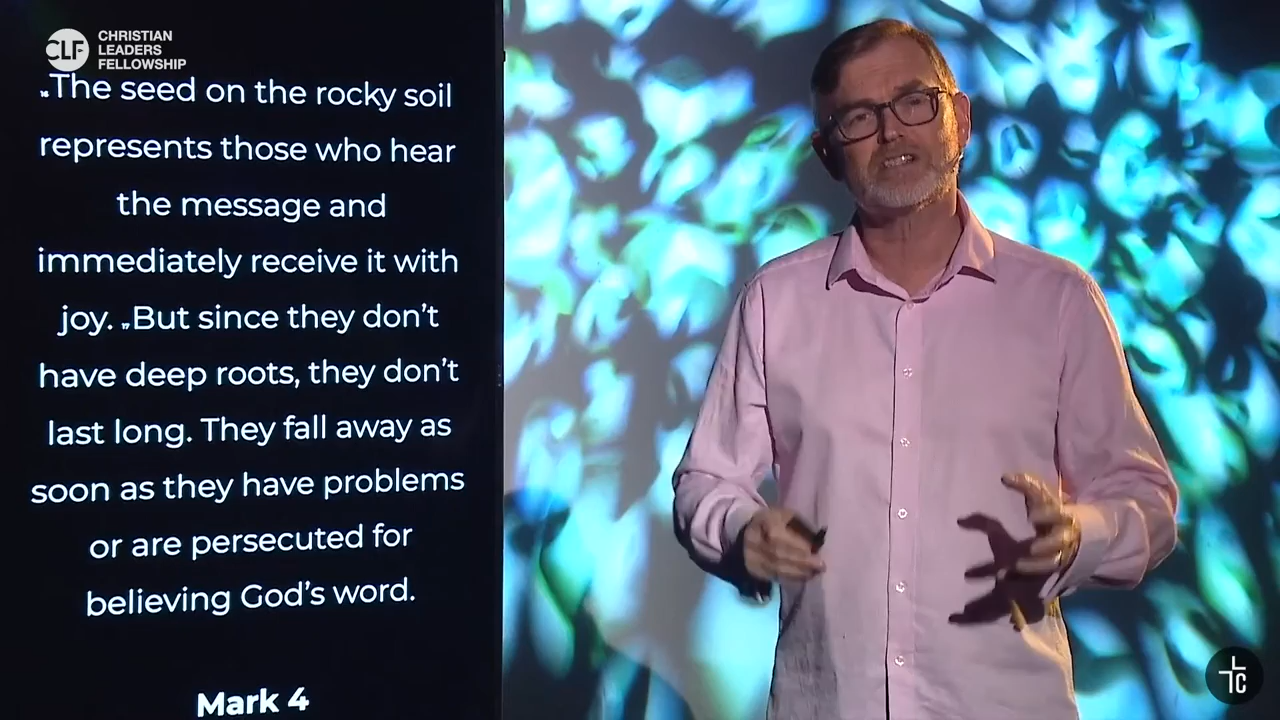 CLF
CHRISTIAN
LEADERS
FELLOWSHIP
„The seed on the rocky soil
represents those who hear
the message and
immediately receive it with
joy. „But since they don't
have deep roots, they don't
last long. They fall away as
soon as they have problems
or are persecuted for
believing God's word.
Mark 4
tc